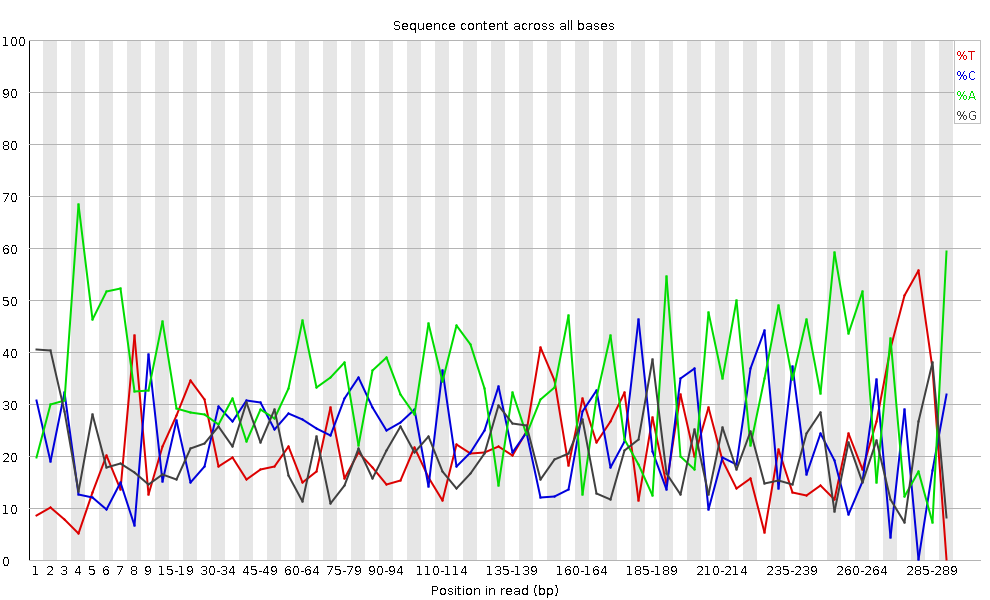 Sequence content across all bases
100
90
80
70
60
50
40
30
20
10
0
%T
%C
%A
%G
1 2 3 4 5 6 7 8 9 15-19 30-34 45-49 60-64 75-79 90-94 110-114 135-139 160-164 185-189 210-214 235-239 260-264 285-289
Position in read (bp)